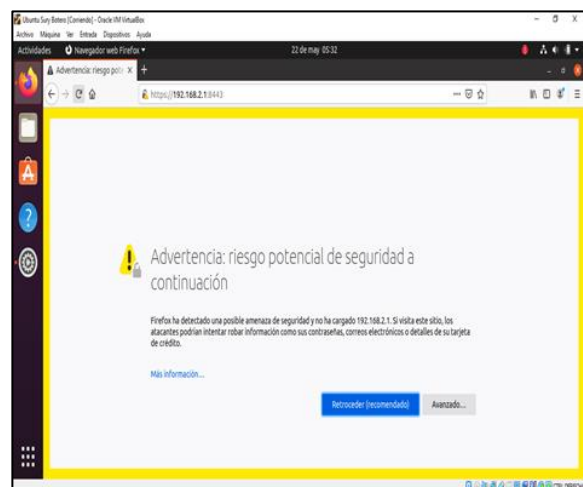 Ubuntu Sury Botero [Corriendo] - Oracle VM VirtualBox
Archivo Máquina Ver Entrada Dispositivos Ayuda
Actividades Navegador web Firefox 22 de may 05:32
Advertencia: riesgo pote
https://192.168.2.1:8443
Advertencia: riesgo potencial de seguridad a
continuación
Firefox ha detectado una posible amenaza de seguridad y no ha cargado 192.168.2.1. Si visita este sitio, los
atacantes podrían intentar robar información como sus contraseñas, correos electrónicos o detalles de su tarjeta
de crédito.
Más información...
Retroceder (recomendado) Avanzado...
CTRL DERECHA